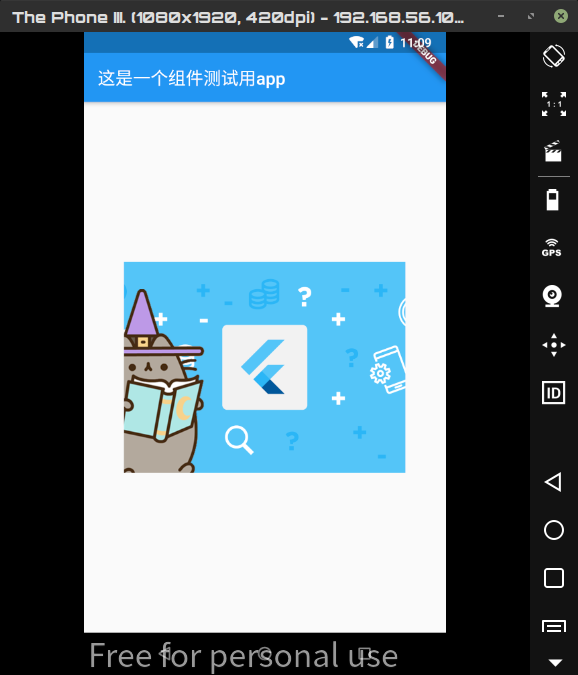 The Phone III. (1080x1920, 420dpi) - 192.168.56.10...
11:09
DEBUG
这是一个组件测试用app
1:1
GPS
ID
Free for personal use